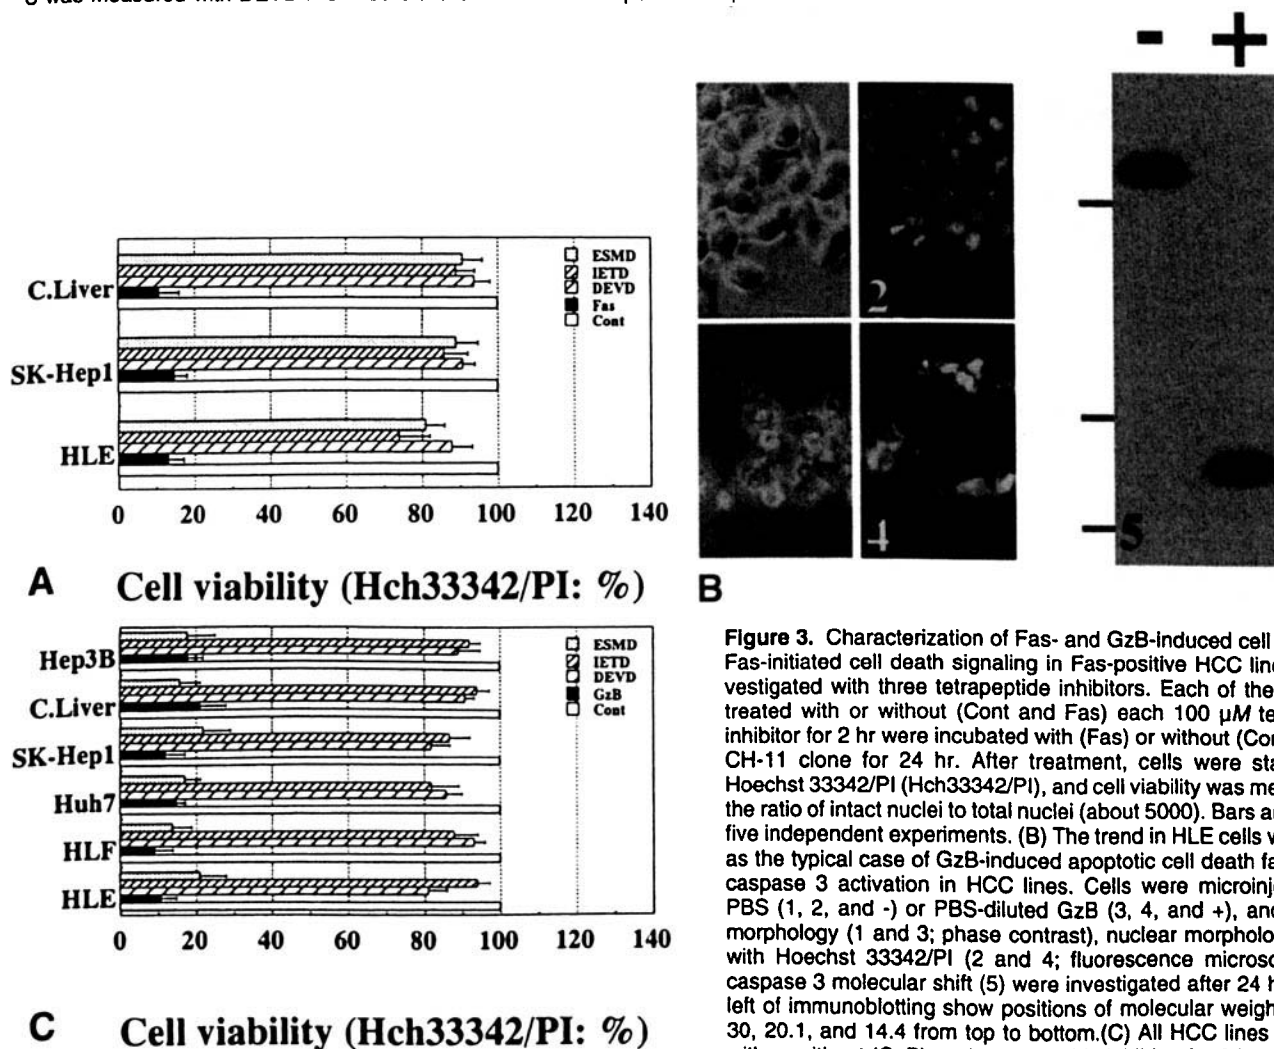 - +
ESMD
IETD
DEVD
Fas
Cont
C.Liver
SK-Hep1
HLE
0 20 40 60 80 100 120 140
A Cell viability (Hch33342/PI: %)
2
4
5
B
ESMD
IETD
DEVD
GzB
Cont
Hep3B
C.Liver
SK-Hep1
Huh7
HLF
HLE
0 20 40 60 80 100 120 140
C Cell viability (Hch33342/PI: %)
Figure 3. Characterization of Fas- and GzB-induced cell
Fas-initiated cell death signaling in Fas-positive HCC line
vestigated with three tetrapeptide inhibitors. Each of the
treated with or without (Cont and Fas) each 100 µM te
inhibitor for 2 hr were incubated with (Fas) or without (Con
CH-11 clone for 24 hr. After treatment, cells were sta
Hoechst 33342/PI (Hch33342/PI), and cell viability was me
the ratio of intact nuclei to total nuclei (about 5000). Bars a
five independent experiments. (B) The trend in HLE cells w
as the typical case of GzB-induced apoptotic cell death fa
caspase 3 activation in HCC lines. Cells were microinj
PBS (1, 2, and -) or PBS-diluted GzB (3, 4, and +), and
morphology (1 and 3; phase contrast), nuclear morpholo
with Hoechst 33342/PI (2 and 4; fluorescence microsc
caspase 3 molecular shift (5) were investigated after 24 h
left of immunoblotting show positions of molecular weigh
30, 20.1, and 14.4 from top to bottom.(C) All HCC lines